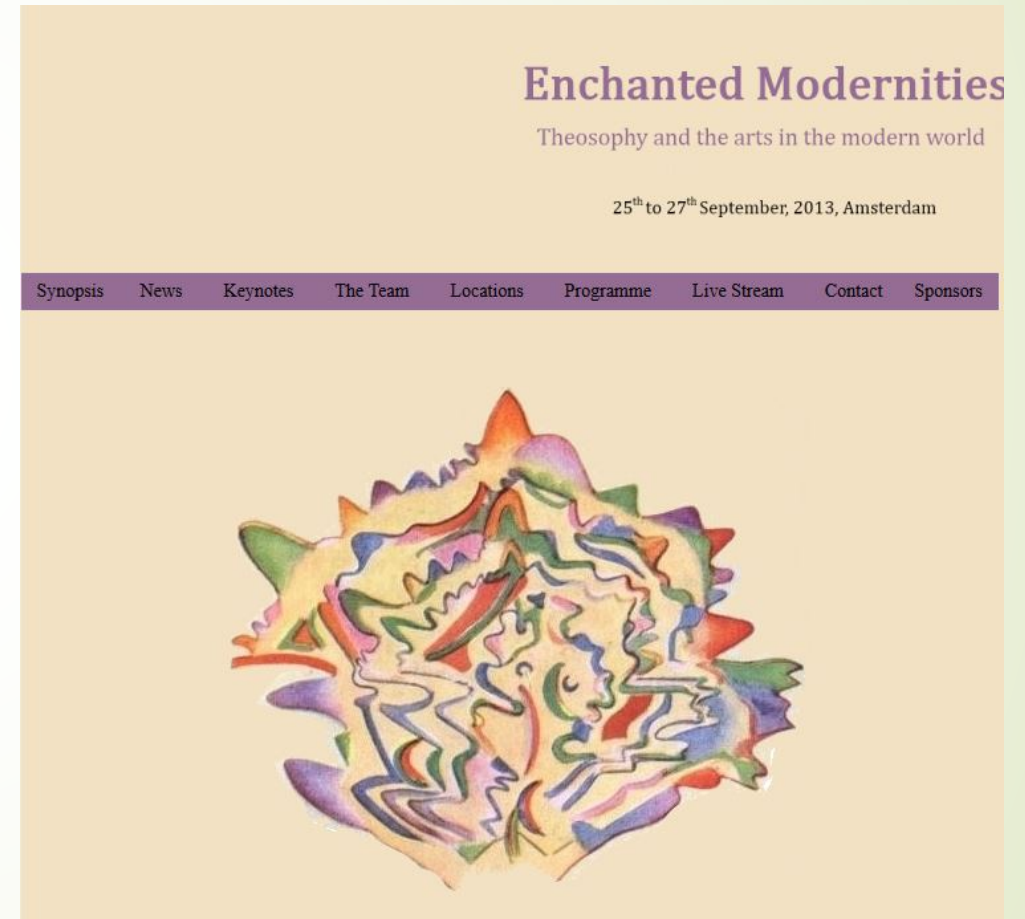 Enchanted Modernities
Theosophy and the arts in the modern world
25th to 27th September, 2013, Amsterdam
Synopsis News Keynotes The Team Locations Programme Live Stream Contact Sponsors